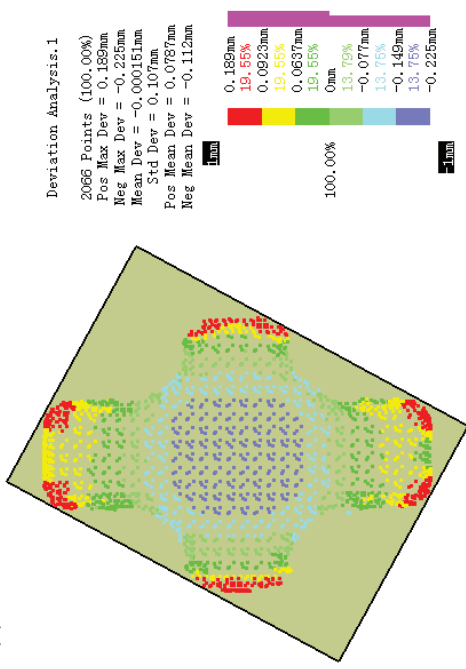 Deviation Analysis.1
2066 Points (100.00%)
Pos Max Dev = 0.189mm
Neg Max Dev = -0.225mm
Mean Dev = -0.000151mm
Std Dev = 0.107mm
Pos Mean Dev = 0.0787mm
Neg Mean Dev = -0.112mm
1mm
0.189mm
19.55%
0.0923mm
19.55%
0.0637mm
19.55%
0mm
13.79%
-0.077mm
13.75%
-0.149mm
13.75%
-0.225mm
100.00%
-1mm